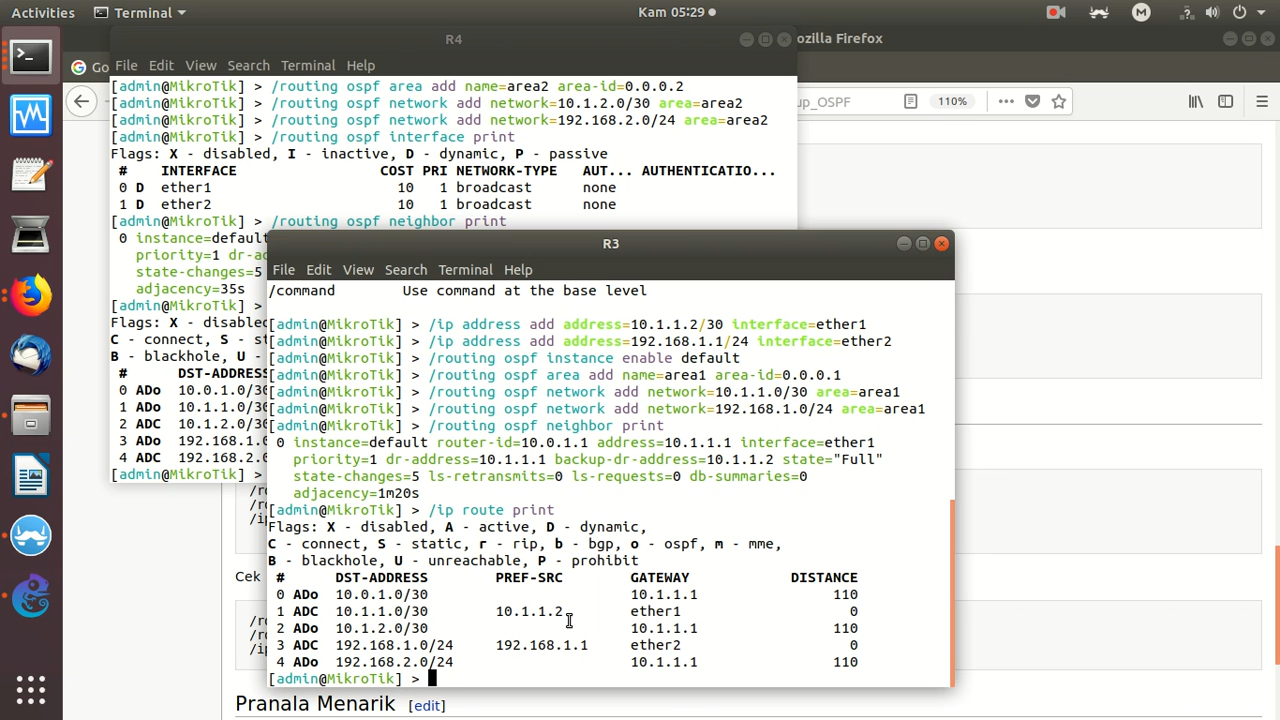 Activities
Terminal
Kam 05:29
M
R4
ozilla Firefox
File Edit View Search Terminal Help
Go
up_OSPF
110%
[admin@MikroTik] > /routing ospf area add name=area2 area-id=0.0.0.2
[admin@MikroTik] > /routing ospf network add network=10.1.2.0/30 area=area2
[admin@MikroTik] > /routing ospf network add network=192.168.2.0/24 area=area2
[admin@MikroTik] > /routing ospf interface print
Flags: X - disabled, I - inactive, D - dynamic, P - passive
# INTERFACE COST PRI NETWORK-TYPE AUT... AUTHENTICATIO...
0 D ether1 10 1 broadcast none
1 D ether2 10 1 broadcast none
[admin@MikroTik] > /routing ospf neighbor print
0 instance=default
priority=1 dr-a
state-changes=5
adjacency=35s
[admin@MikroTik] >
Flags: X - disabled
C - connect, S - st
B - blackhole, U -
# DST-ADDRESS
0 ADo 10.0.1.0/30
1 ADo 10.1.1.0/30
2 ADC 10.1.2.0/30
3 ADo 192.168.1.0
4 ADC 192.168.2.0
[admin@MikroTik] >
R3
File Edit View Search Terminal Help
/command Use command at the base level
[admin@MikroTik] > /ip address add address=10.1.1.2/30 interface=ether1
[admin@MikroTik] > /ip address add address=192.168.1.1/24 interface=ether2
[admin@MikroTik] > /routing ospf instance enable default
[admin@MikroTik] > /routing ospf area add name=area1 area-id=0.0.0.1
[admin@MikroTik] > /routing ospf network add network=10.1.1.0/30 area=area1
[admin@MikroTik] > /routing ospf network add network=192.168.1.0/24 area=area1
[admin@MikroTik] > /routing ospf neighbor print
0 instance=default router-id=10.0.1.1 address=10.1.1.1 interface=ether1
priority=1 dr-address=10.1.1.1 backup-dr-address=10.1.1.2 state="Full"
state-changes=5 ls-retransmits=0 ls-requests=0 db-summaries=0
adjacency=1m20s
[admin@MikroTik] > /ip route print
Flags: X - disabled, A - active, D - dynamic,
C - connect, S - static, r - rip, b - bgp, o - ospf, m - mme,
B - blackhole, U - unreachable, P - prohibit
# DST-ADDRESS PREF-SRC GATEWAY DISTANCE
0 ADo 10.0.1.0/30 10.1.1.1 110
1 ADC 10.1.1.0/30 10.1.1.2 ether1 0
2 ADo 10.1.2.0/30 10.1.1.1 110
3 ADC 192.168.1.0/24 192.168.1.1 ether2 0
4 ADo 192.168.2.0/24 10.1.1.1 110
[admin@MikroTik] >
/ro
/ro
/ip
Cek
/ro
/ro
/ip
Pranala Menarik [edit]